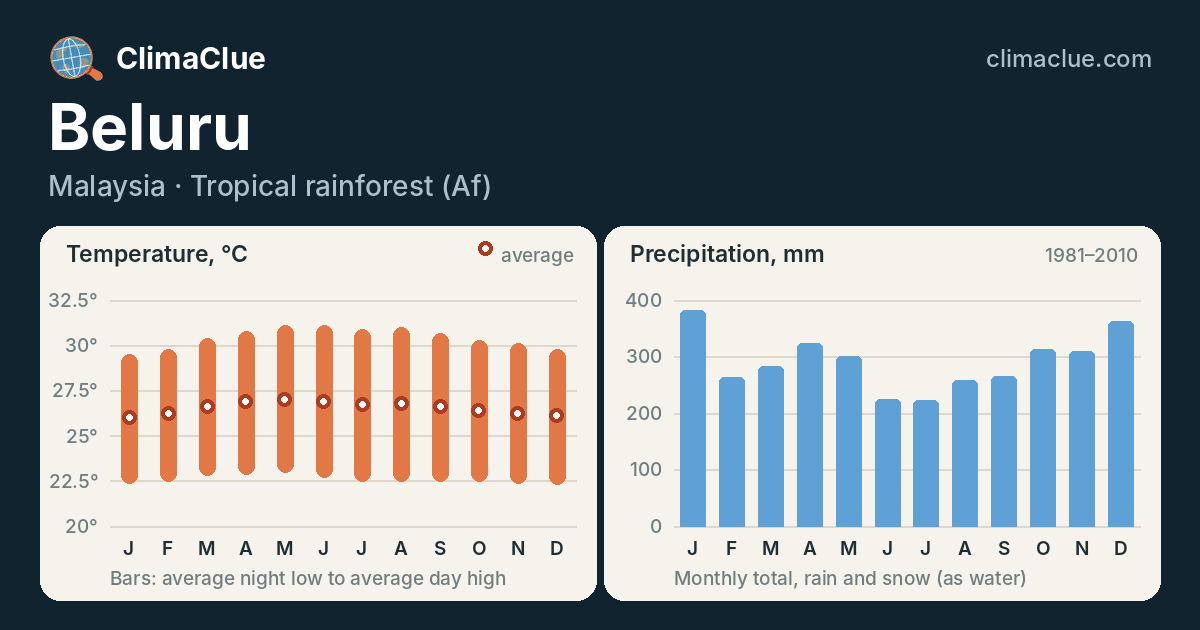 ClimaClue
climaclue.com
Beluru
Malaysia · Tropical rainforest (Af)
Temperature, °C
average
32.5°
30°
27.5°
25°
22.5°
20°
J F M A M J J A S O N D
Bars: average night low to average day high
Precipitation, mm
1981–2010
400
300
200
100
0
J F M A M J J A S O N D
Monthly total, rain and snow (as water)